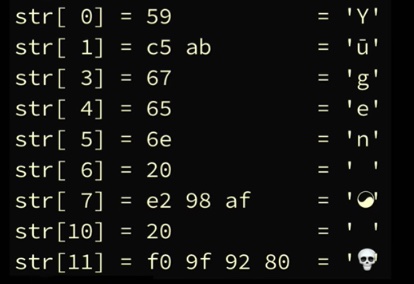 str[ 0] = 59          = 'Y'
str[ 1] = c5 ab       = 'ū'
str[ 3] = 67          = 'g'
str[ 4] = 65          = 'e'
str[ 5] = 6e          = 'n'
str[ 6] = 20          = ' '
str[ 7] = e2 98 af    = '☯'
str[10] = 20          = ' '
str[11] = f0 9f 92 80 = '💀'